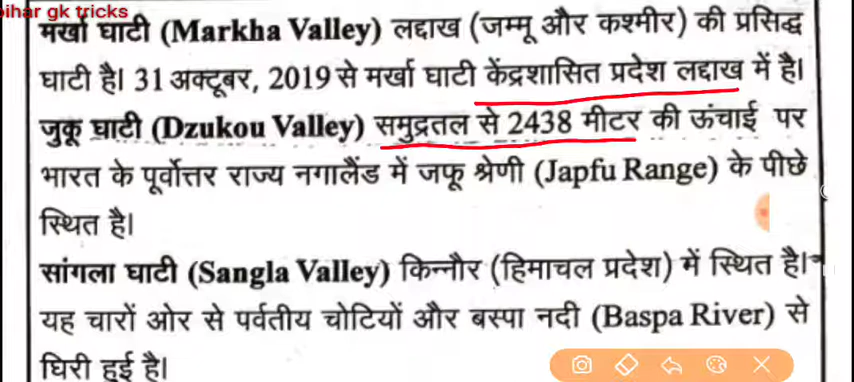 bihar gk tricks
मर्खा घाटी (Markha Valley) लद्दाख (जम्मू और कश्मीर) की प्रसिद्ध
घाटी है। 31 अक्टूबर, 2019 से मर्खा घाटी केंद्रशासित प्रदेश लद्दाख में है।
जुकू घाटी (Dzukou Valley) समुद्रतल से 2438 मीटर की ऊंचाई पर
भारत के पूर्वोत्तर राज्य नगालैंड में जफू श्रेणी (Japfu Range) के पीछे
स्थित है।
सांगला घाटी (Sangla Valley) किन्नौर (हिमाचल प्रदेश) में स्थित है।
यह चारों ओर से पर्वतीय चोटियों और बस्पा नदी (Baspa River) से
घिरी हुई है।